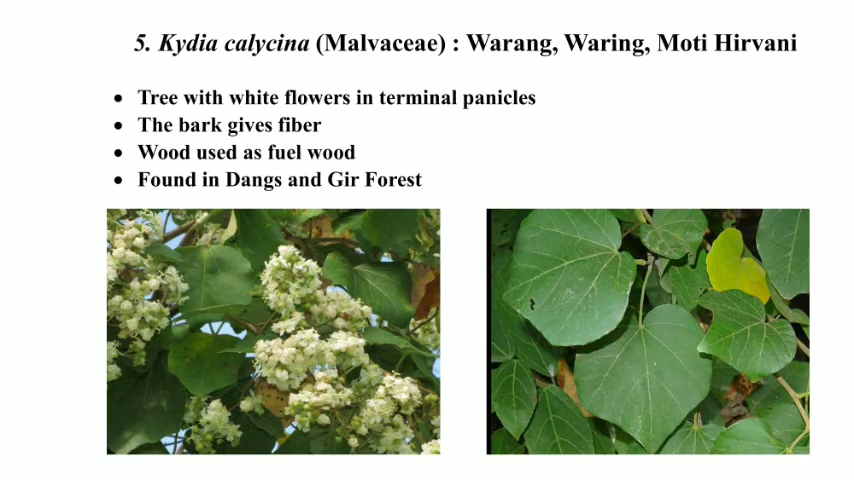 5. Kydia calycina (Malvaceae) : Warang, Waring, Moti Hirvani
• Tree with white flowers in terminal panicles
• The bark gives fiber
• Wood used as fuel wood
• Found in Dangs and Gir Forest